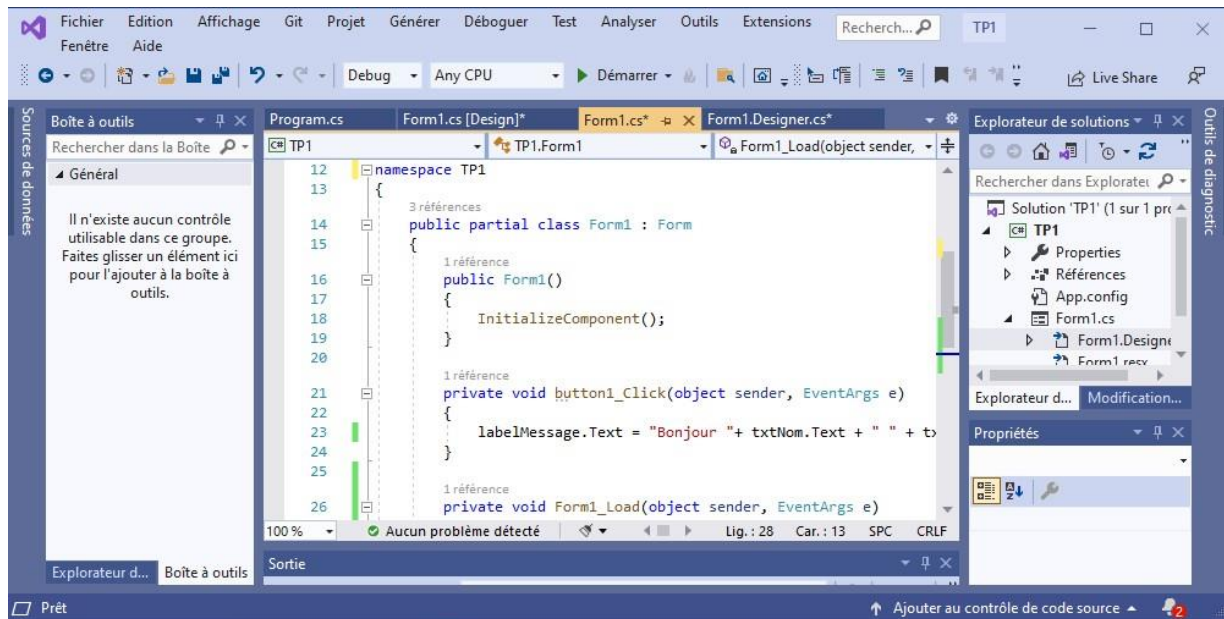 Fichier Edition Affichage Git Projet Générer Déboguer Test Analyser Outils Extensions Recherch... TP1
Fenêtre Aide
Debug Any CPU Démarrer Live Share
Sources de données
Boîte à outils
Rechercher dans la Boîte
Général
Il n'existe aucun contrôle
utilisable dans ce groupe.
Faites glisser un élément ici
pour l'ajouter à la boîte à
outils.
Explorateur d... Boîte à outils
Program.cs Form1.cs [Design]* Form1.cs* Form1.Designer.cs*
C# TP1 TP1.Form1 Form1_Load(object sender,
12 namespace TP1
13 {
3 références
14 public partial class Form1 : Form
15 {
1 référence
16 public Form1()
17 {
18 InitializeComponent();
19 }
20
1 référence
21 private void button1_Click(object sender, EventArgs e)
22 {
23 labelMessage.Text = "Bonjour "+ txtNom.Text + " " + tx
24 }
25
1 référence
26 private void Form1_Load(object sender, EventArgs e)
100 % Aucun problème détecté Lig. : 28 Car. : 13 SPC CRLF
Sortie
Explorateur de solutions
Rechercher dans Explorateu
Solution 'TP1' (1 sur 1 pro
C# TP1
Properties
Références
App.config
Form1.cs
Form1.Designe
Form1.resx
Explorateur d... Modification...
Propriétés
Outils de diagnostic
Prêt Ajouter au contrôle de code source 2